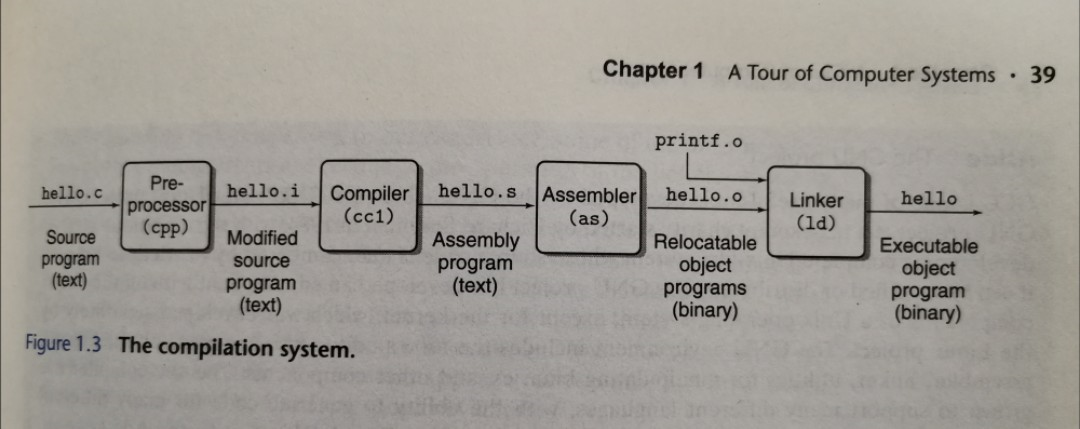 Chapter 1 A Tour of Computer Systems · 39
printf.o
hello.c
Pre-
processor
(cpp)
hello.i
Compiler
(cc1)
hello.s
Assembler
(as)
hello.o
Linker
(ld)
hello
Source
program
(text)
Modified
source
program
(text)
Assembly
program
(text)
Relocatable
object
programs
(binary)
Executable
object
program
(binary)
Figure 1.3 The compilation system.